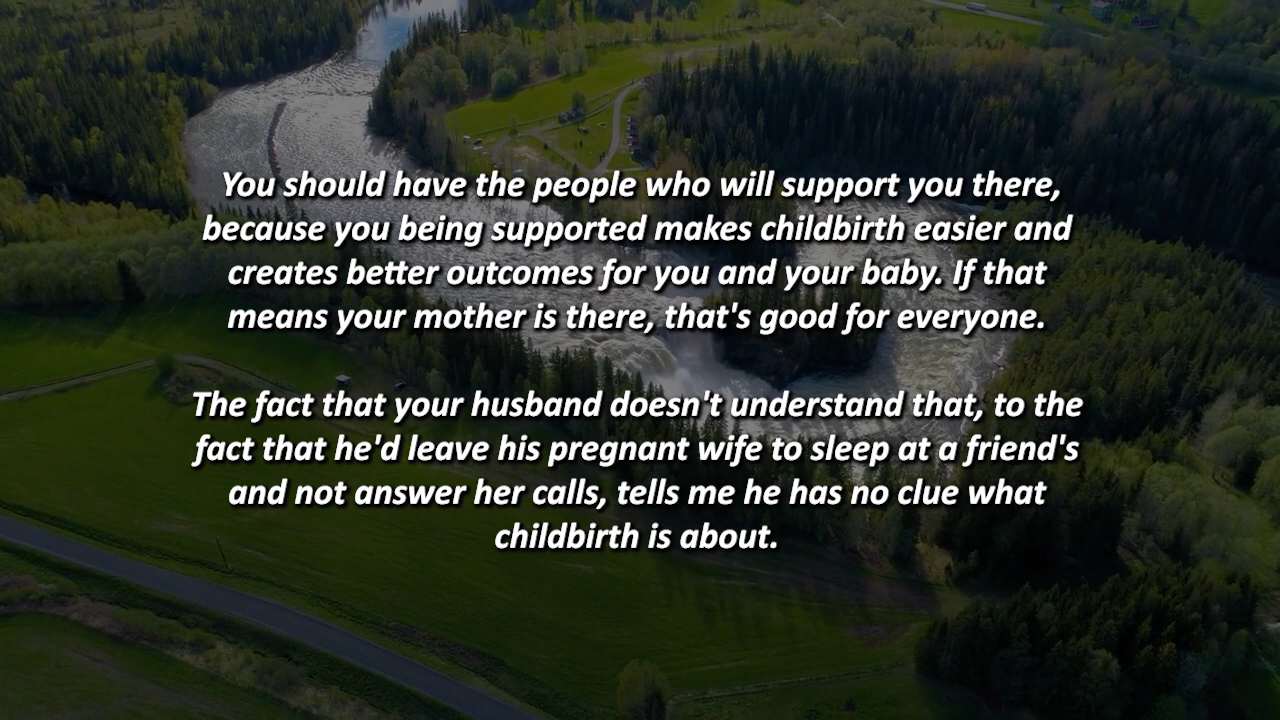 You should have the people who will support you there,
because you being supported makes childbirth easier and
creates better outcomes for you and your baby. If that
means your mother is there, that's good for everyone.
The fact that your husband doesn't understand that, to the
fact that he'd leave his pregnant wife to sleep at a friend's
and not answer her calls, tells me he has no clue what
childbirth is about.